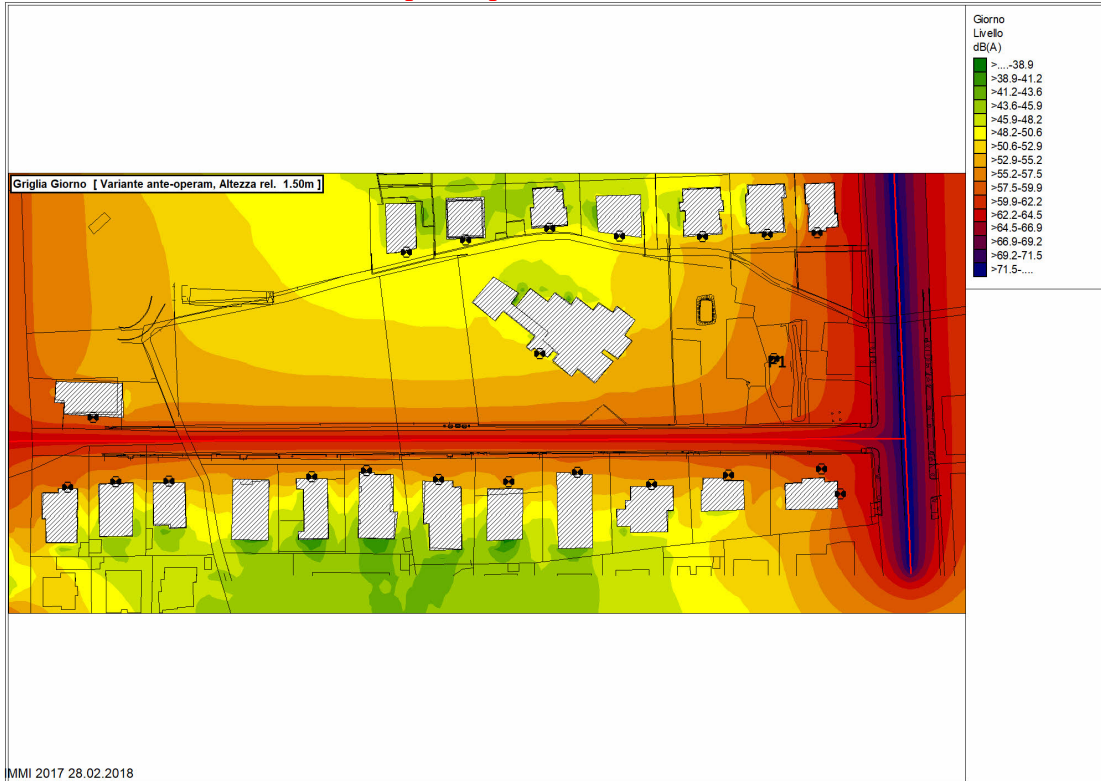 Giorno
Livello
dB(A)
>....-38.9
>38.9-41.2
>41.2-43.6
>43.6-45.9
>45.9-48.2
>48.2-50.6
>50.6-52.9
>52.9-55.2
>55.2-57.5
>57.5-59.9
>59.9-62.2
>62.2-64.5
>64.5-66.9
>66.9-69.2
>69.2-71.5
>71.5-....
Griglia Giorno [ Variante ante-operam, Altezza rel. 1.50m ]
P1
IMMI 2017 28.02.2018